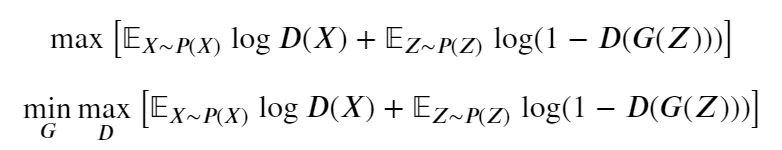 max [𝔼_{X∼P(X)} log D(X) + 𝔼_{Z∼P(Z)} log(1 − D(G(Z)))]
min_G max_D [𝔼_{X∼P(X)} log D(X) + 𝔼_{Z∼P(Z)} log(1 − D(G(Z)))]